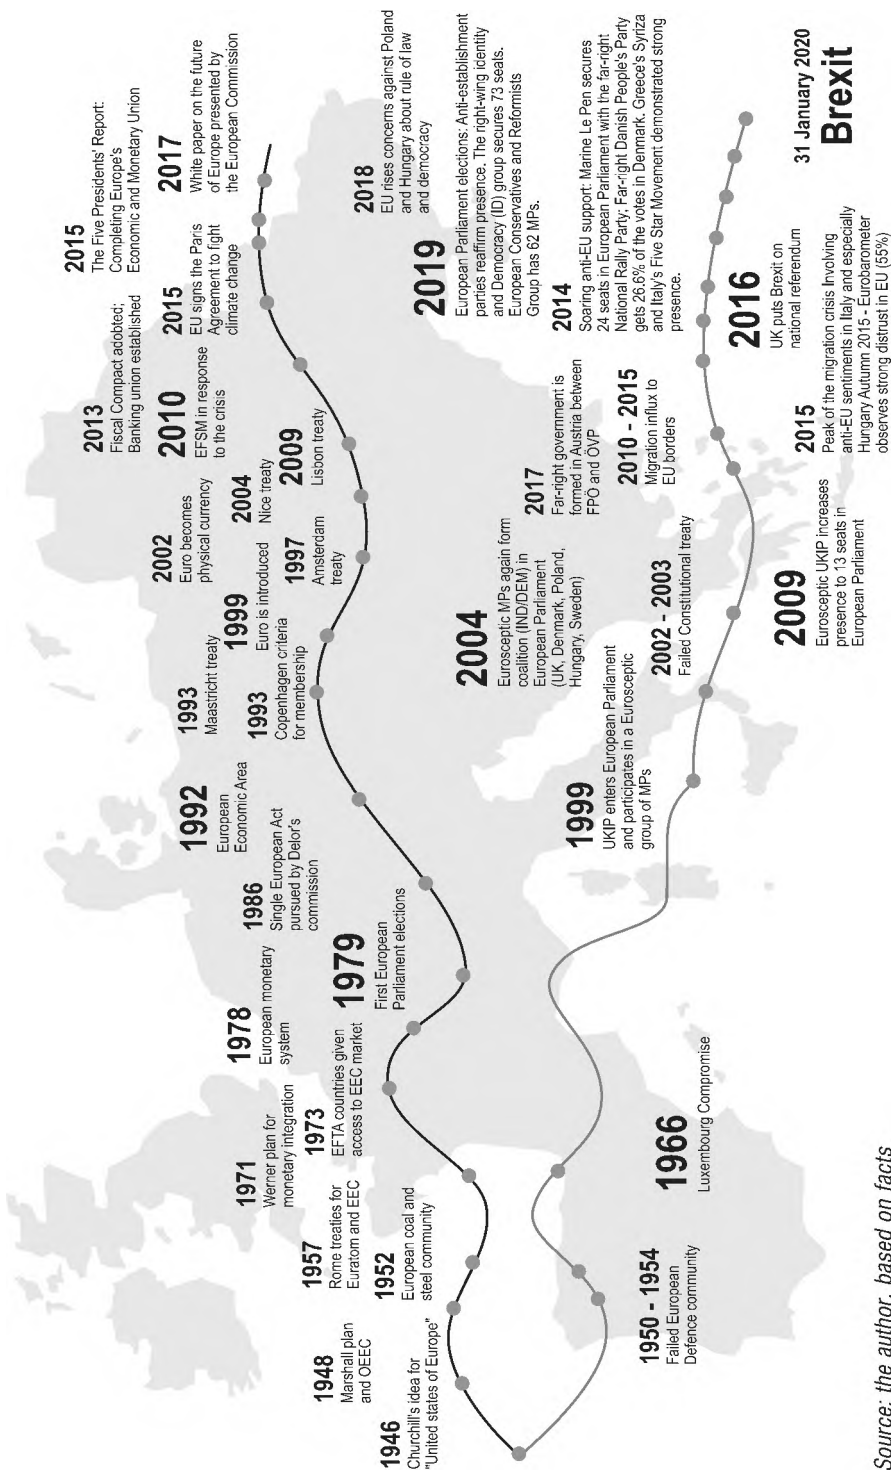 1946
Churchill's idea for
"United states of Europe"
1948
Marshall plan
and OEEC
1952
European coal and
steel community
1957
Rome treaties for
Euratom and EEC
1971
Werner plan for
monetary integration
1973
EFTA countries given
access to EEC market
1978
European monetary
system
1979
First European
Parliament elections
1986
Single European Act
pursued by Delor's
commission
1992
European
Economic Area
1993
Maastricht treaty
1993
Copenhagen criteria
for membership
1999
Euro is introduced
1997
Amsterdam
treaty
2002
Euro becomes
physical currency
2004
Nice treaty
2009
Lisbon treaty
2010
EFSM in response
to the crisis
2013
Fiscal Compact adobted;
Banking union established
2015
EU signs the Paris
Agreement to fight
climate change
2015
The Five Presidents' Report:
Completing Europe's
Economic and Monetary Union
2017
White paper on the future
of Europe presented by
the European Commission
1950 - 1954
Failed European
Defence community
1966
Luxembourg Compromise
1999
UKIP enters European Parliament
and participates in a Eurosceptic
group of MPs
2002 - 2003
Failed Constitutional treaty
2004
Eurosceptic MPs again form
coalition (IND/DEM) in
European Parliament
(UK, Denmark, Poland,
Hungary, Sweden)
2009
Eurosceptic UKIP increases
presence to 13 seats in
European Parliament
2010 - 2015
Migration influx to
EU borders
2017
Far-right government is
formed in Austria between
FPÖ and ÖVP
2014
Soaring anti-EU support: Marine Le Pen secures
24 seats in European Parliament with the far-right
National Rally Party; Far-right Danish People's Party
gets 26.6% of the votes in Denmark. Greece's Syriza
and Italy's Five Star Movement demonstrated strong
presence.
2015
Peak of the migration crisis Involving
anti-EU sentiments in Italy and especially
Hungary Autumn 2015 - Eurobarometer
observes strong distrust in EU (55%)
2016
UK puts Brexit on
national referendum
2018
EU rises concerns against Poland
and Hungary about rule of law
and democracy
2019
European Parliament elections: Anti-establishment
parties reaffirm presence. The right-wing identity
and Democracy (ID) group secures 73 seats.
European Conservatives and Reformists
Group has 62 MPs.
31 January 2020
Brexit
Source: the author, based on facts